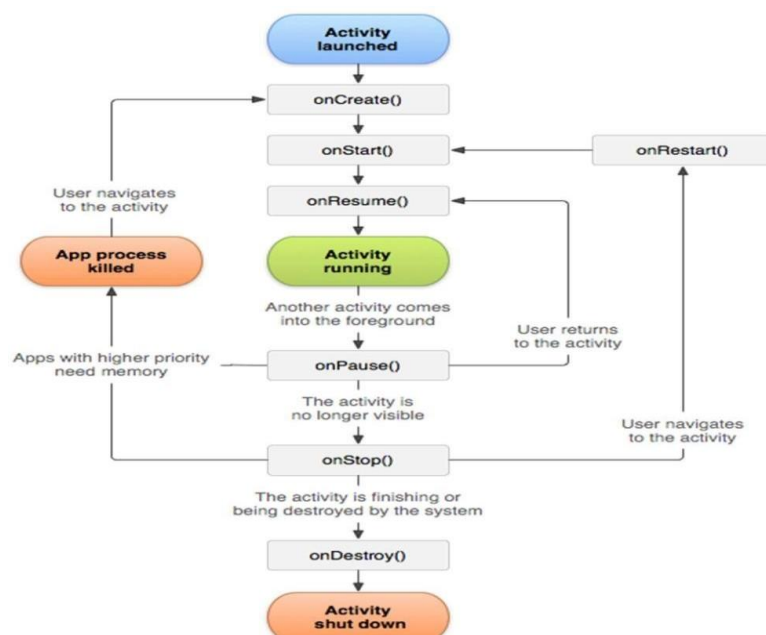 Activity
launched
onCreate()
onStart()
onRestart()
User navigates
to the activity
onResume()
App process
killed
Activity
running
Another activity comes
into the foreground
User returns
to the activity
Apps with higher priority
need memory
onPause()
The activity is
no longer visible
User navigates
to the activity
onStop()
The activity is finishing or
being destroyed by the system
onDestroy()
Activity
shut down